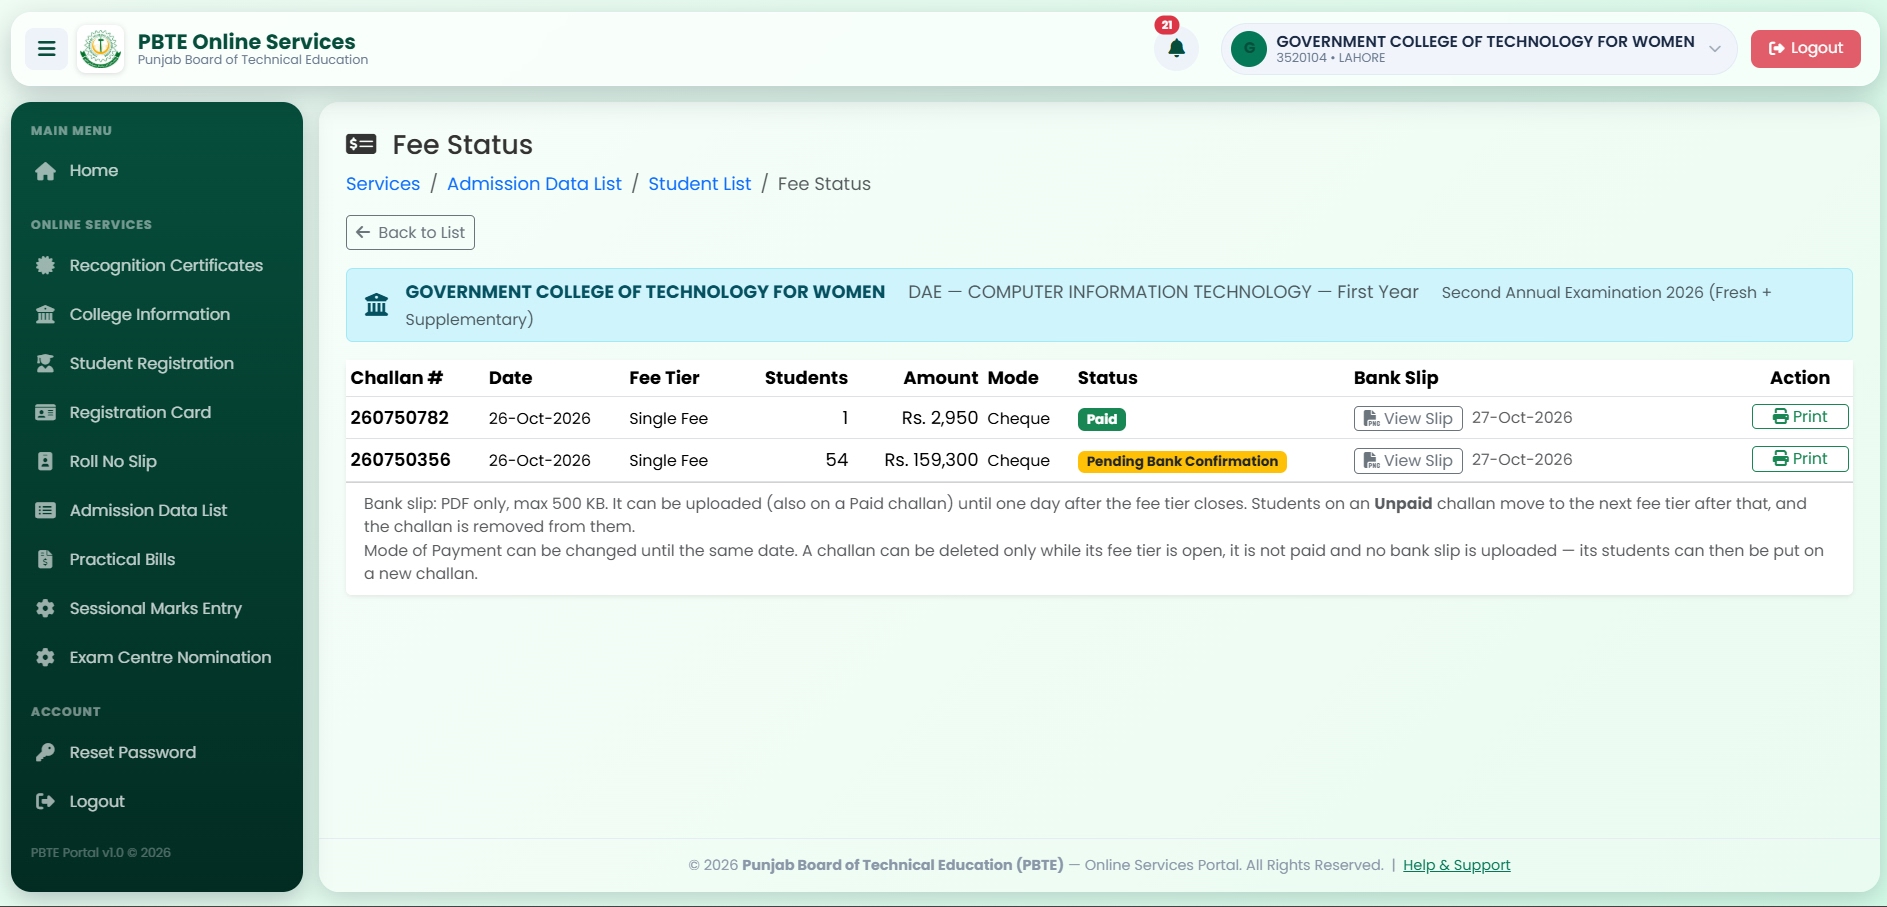 PBTE Online Services
Punjab Board of Technical Education
21
G
GOVERNMENT COLLEGE OF TECHNOLOGY FOR WOMEN
3520104 • LAHORE
Logout
MAIN MENU
Home
ONLINE SERVICES
Recognition Certificates
College Information
Student Registration
Registration Card
Roll No Slip
Admission Data List
Practical Bills
Sessional Marks Entry
Exam Centre Nomination
ACCOUNT
Reset Password
Logout
PBTE Portal v1.0 © 2026
Fee Status
Services / Admission Data List / Student List / Fee Status
Back to List
GOVERNMENT COLLEGE OF TECHNOLOGY FOR WOMEN DAE — COMPUTER INFORMATION TECHNOLOGY — First Year Second Annual Examination 2026 (Fresh +
Supplementary)
Challan # Date Fee Tier Students Amount Mode Status Bank Slip Action
260750782 26-Oct-2026 Single Fee 1 Rs. 2,950 Cheque Paid View Slip 27-Oct-2026 Print
260750356 26-Oct-2026 Single Fee 54 Rs. 159,300 Cheque Pending Bank Confirmation View Slip 27-Oct-2026 Print
Bank slip: PDF only, max 500 KB. It can be uploaded (also on a Paid challan) until one day after the fee tier closes. Students on an Unpaid challan move to the next fee tier after that, and
the challan is removed from them.
Mode of Payment can be changed until the same date. A challan can be deleted only while its fee tier is open, it is not paid and no bank slip is uploaded — its students can then be put on
a new challan.
© 2026 Punjab Board of Technical Education (PBTE) — Online Services Portal. All Rights Reserved. | Help & Support